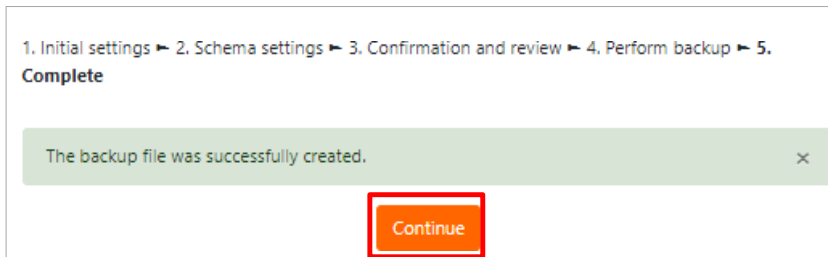 1. Initial settings ► 2. Schema settings ► 3. Confirmation and review ► 4. Perform backup ► 5.
Complete
The backup file was successfully created. ×
Continue